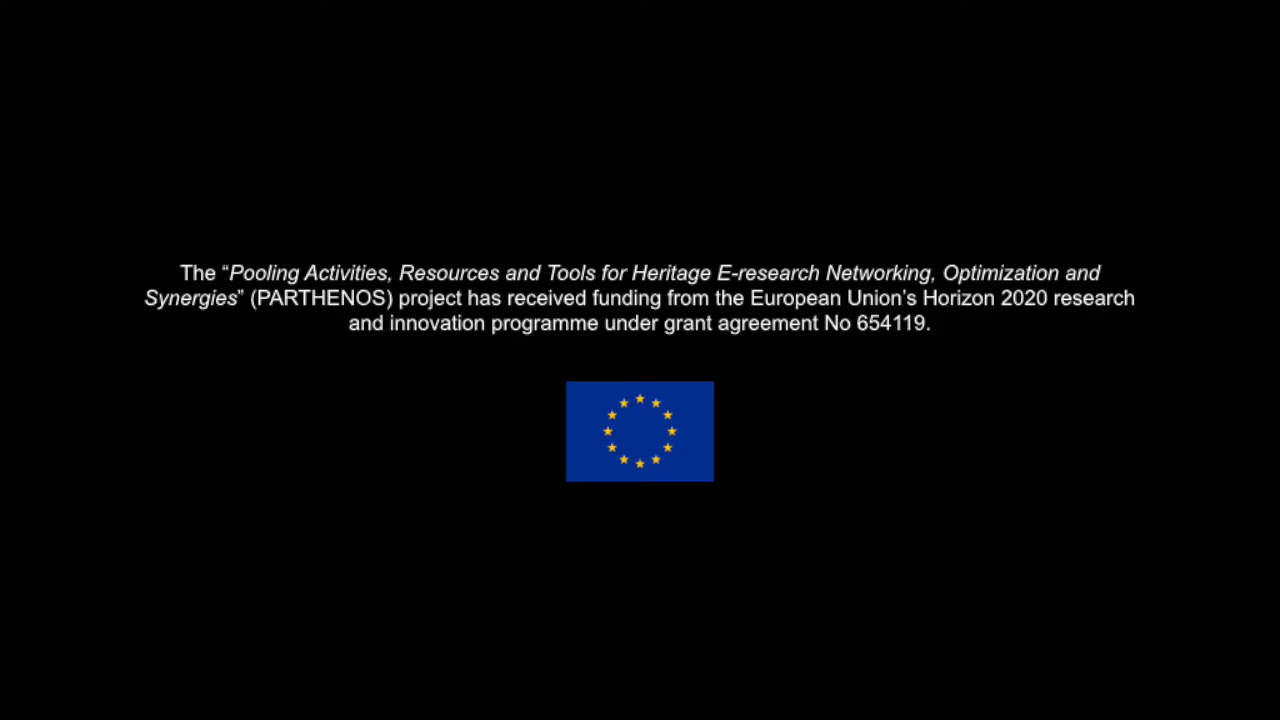 The “Pooling Activities, Resources and Tools for Heritage E-research Networking, Optimization and
Synergies” (PARTHENOS) project has received funding from the European Union’s Horizon 2020 research
and innovation programme under grant agreement No 654119.